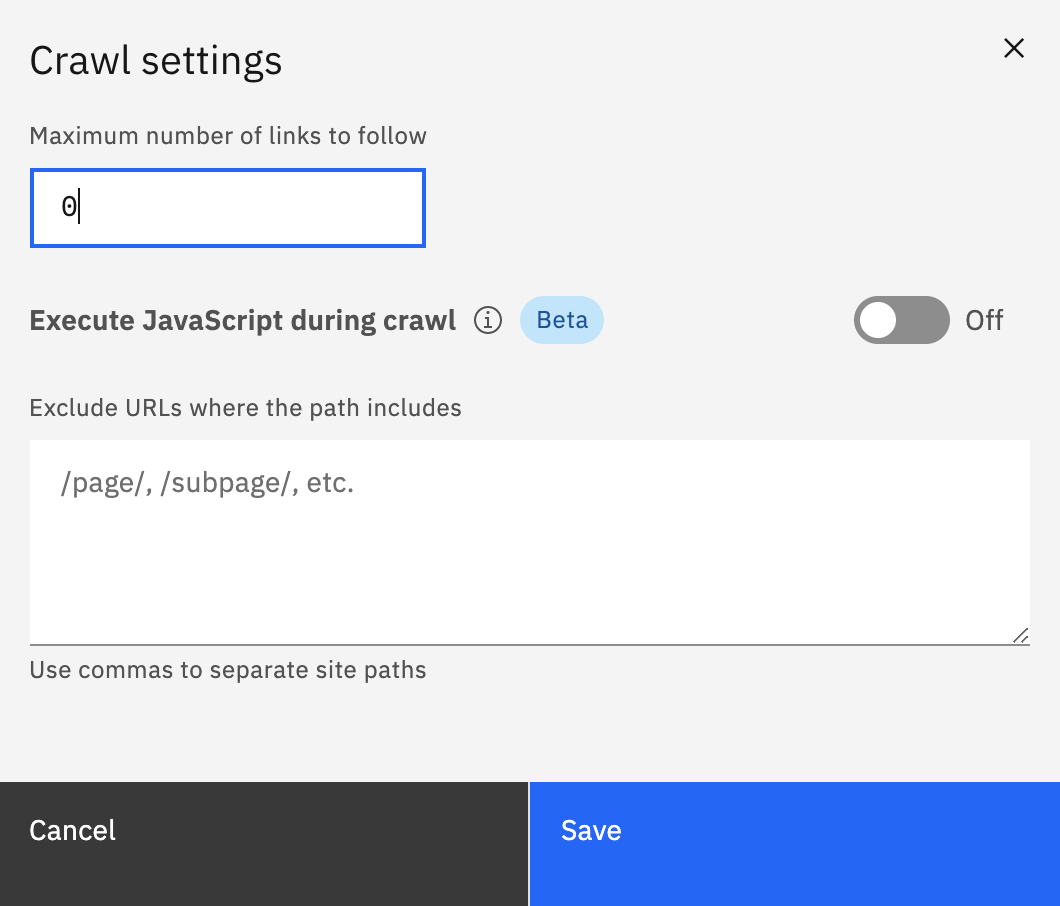 Crawl settings
Maximum number of links to follow
0
Execute JavaScript during crawl Beta Off
Exclude URLs where the path includes
/page/, /subpage/, etc.
Use commas to separate site paths
Cancel Save